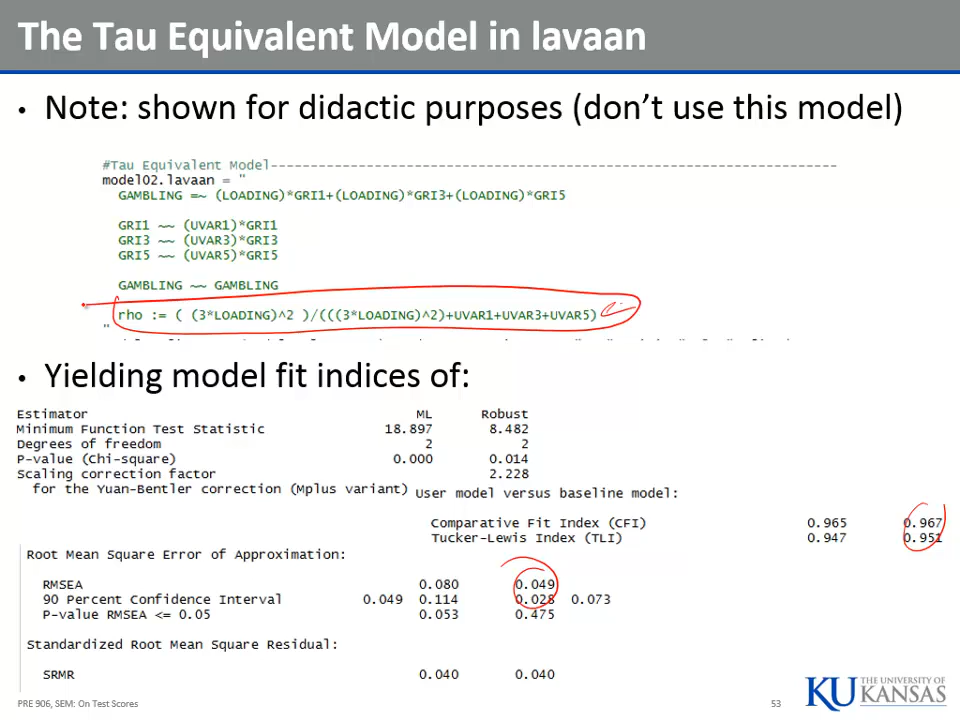 The Tau Equivalent Model in lavaan
• Note: shown for didactic purposes (don't use this model)
#Tau Equivalent Model-----------------------------------------------------------------------
model02.lavaan = "
GAMBLING =~ (LOADING)*GRI1+(LOADING)*GRI3+(LOADING)*GRI5
GRI1 ~~ (UVAR1)*GRI1
GRI3 ~~ (UVAR3)*GRI3
GRI5 ~~ (UVAR5)*GRI5
GAMBLING ~~ GAMBLING
rho := ( (3*LOADING)^2 )/(((3*LOADING)^2)+UVAR1+UVAR3+UVAR5)
"
• Yielding model fit indices of:
Estimator ML Robust
Minimum Function Test Statistic 18.897 8.482
Degrees of freedom 2 2
P-value (Chi-square) 0.000 0.014
Scaling correction factor 2.228
for the Yuan-Bentler correction (Mplus variant)
User model versus baseline model:
Comparative Fit Index (CFI) 0.965 0.967
Tucker-Lewis Index (TLI) 0.947 0.951
Root Mean Square Error of Approximation:
RMSEA 0.080 0.049
90 Percent Confidence Interval 0.049 0.114 0.028 0.073
P-value RMSEA <= 0.05 0.053 0.475
Standardized Root Mean Square Residual:
SRMR 0.040 0.040
PRE 906, SEM: On Test Scores
53
KU THE UNIVERSITY OF
KANSAS